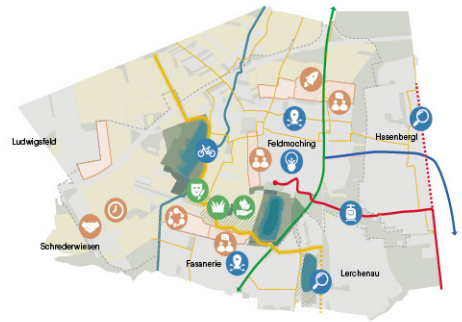 Ludwigsfeld
Feldmoching
Hasenbergl
Schrederwiesen
Fasanerie
Lerchenau